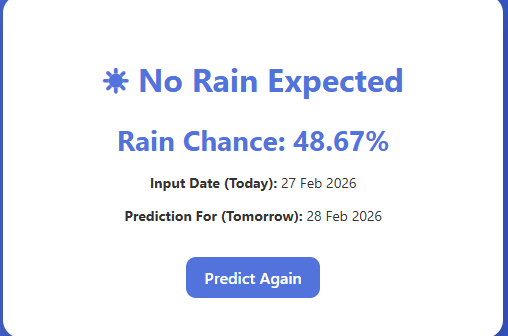 No Rain Expected
Rain Chance: 48.67%
Input Date (Today): 27 Feb 2026
Prediction For (Tomorrow): 28 Feb 2026
Predict Again